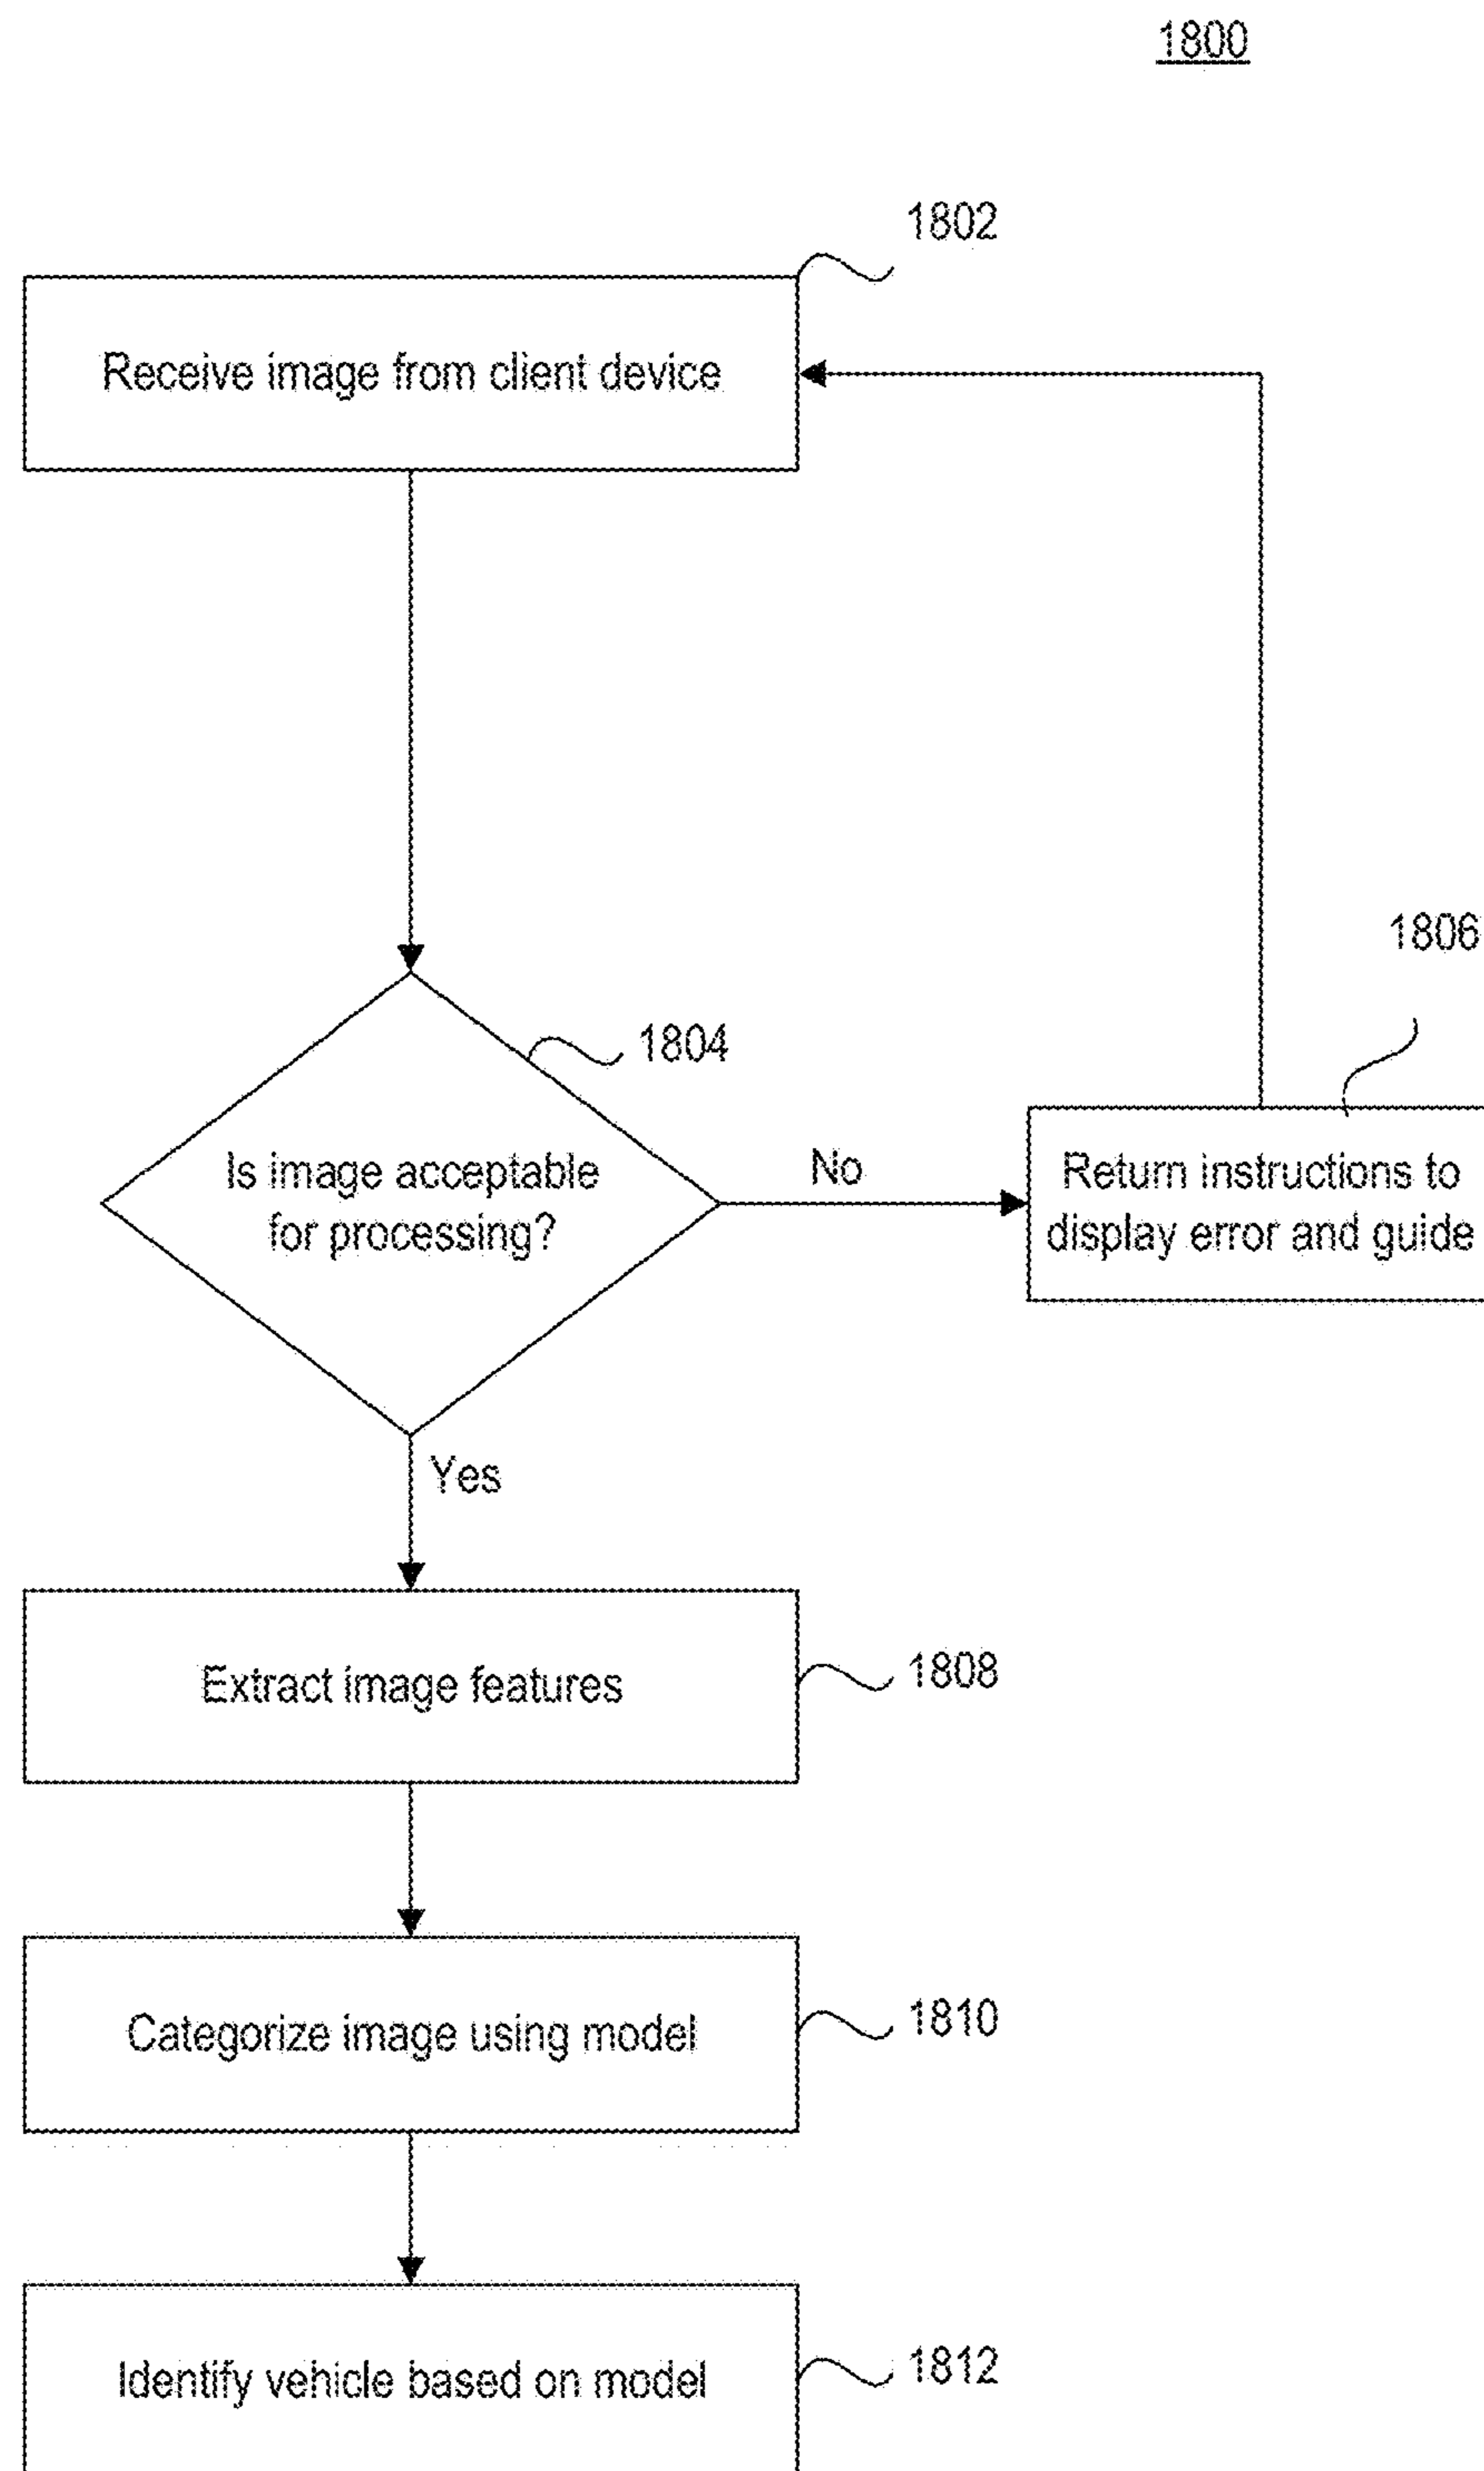 1800
1802
Receive image from client device
1806
1804
Is image acceptable
for processing?
No
Return instructions to
display error and guide
Yes
Extract image features
1808
Categorize image using model
1810
Identify vehicle based on model
1812